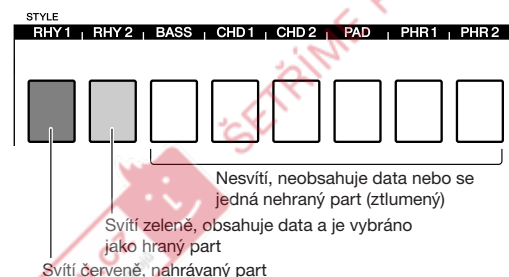 STYLE
RHY 1 RHY 2 BASS CHD 1 CHD 2 PAD PHR 1 PHR 2
Nesvítí, neobsahuje data nebo se
jedná nehraný part (ztlumený)
Svítí zeleně, obsahuje data a je vybráno
jako hraný part
Svítí červeně, nahrávaný part
ŠETŘÍME